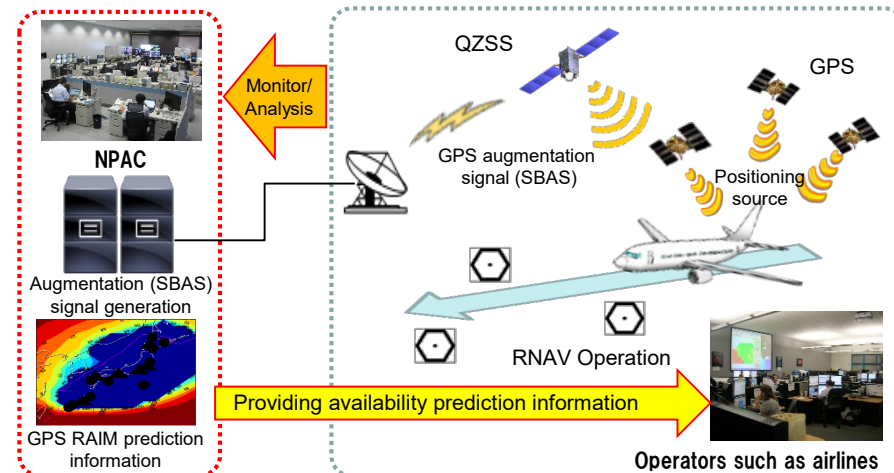 QZSS
GPS
Monitor/
Analysis
NPAC
GPS augmentation
signal (SBAS)
Positioning
source
Augmentation (SBAS)
signal generation
RNAV Operation
Providing availability prediction information
GPS RAIM prediction
information
Operators such as airlines